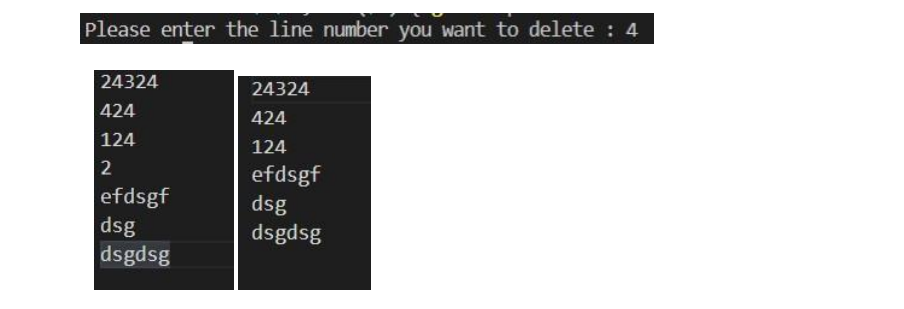 Please enter the line number you want to delete : 4
24324
424
124
2
efdsgf
dsg
dsgdsg
24324
424
124
efdsgf
dsg
dsgdsg